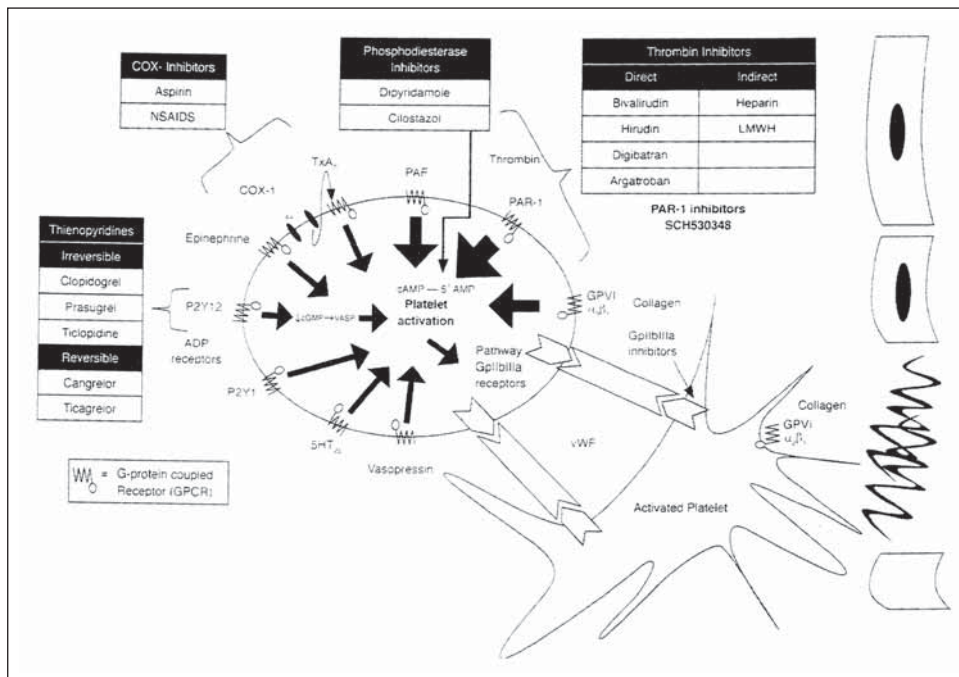 COX- Inhibitors
Aspirin
NSAIDS
Phosphodiesterase
Inhibitors
Dipyridamole
Cilostazol
Thrombin Inhibitors
Direct
Indirect
Bivalirudin
Heparin
Hirudin
LMWH
Digibatran
Argatroban
PAR-1 inhibitors
SCH530348
Thrombin
PAR-1
PAF
TxA₂
COX-1
Epinephrine
Thienopyridines
Irreversible
Clopidogrel
Prasugrel
Ticlopidine
Reversible
Cangrelor
Ticagrelor
P2Y12
ADP
receptors
P2Y1
5HT
Vasopressin
cAMP — 5' AMP
Platelet
activation
Pathway
GpIIbIIIa
receptors
GPVI
Collagen
GpIIbIIIa
inhibitors
vWF
Collagen
GPVI
Activated Platelet
= G-protein coupled
Receptor (GPCR)